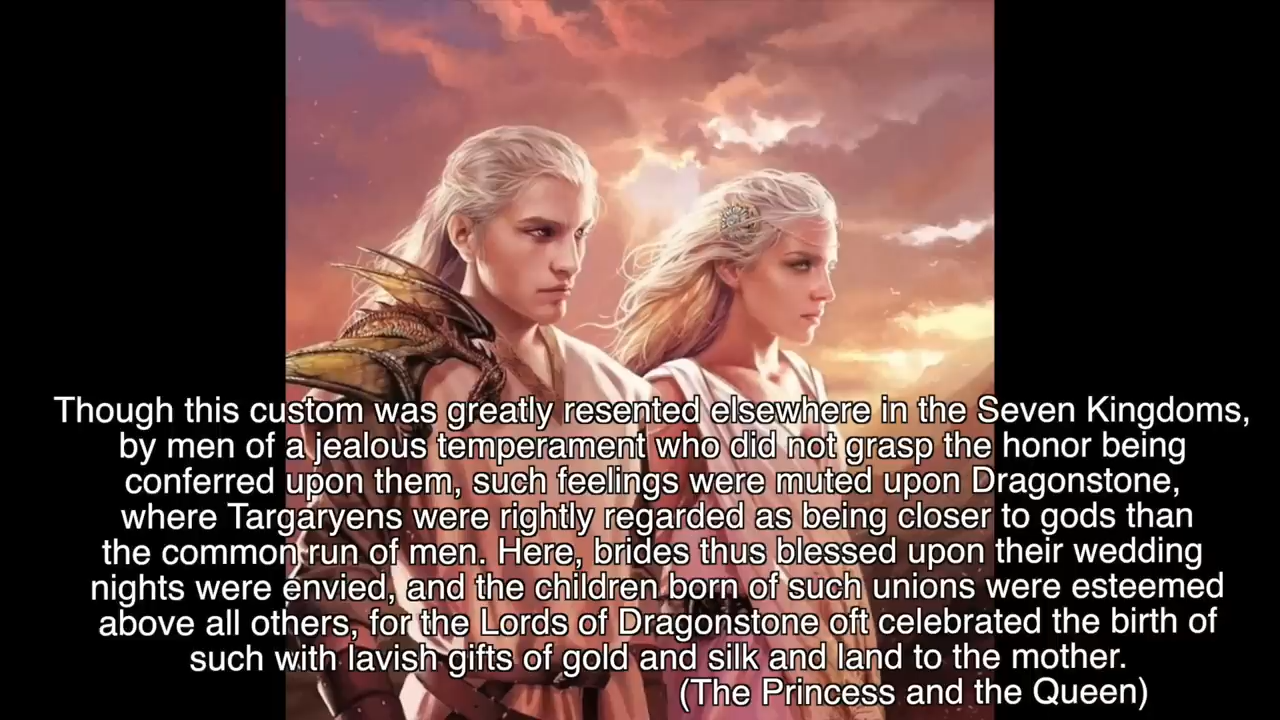 Though this custom was greatly resented elsewhere in the Seven Kingdoms,
by men of a jealous temperament who did not grasp the honor being
conferred upon them, such feelings were muted upon Dragonstone,
where Targaryens were rightly regarded as being closer to gods than
the common run of men. Here, brides thus blessed upon their wedding
nights were envied, and the children born of such unions were esteemed
above all others, for the Lords of Dragonstone oft celebrated the birth of
such with lavish gifts of gold and silk and land to the mother.
(The Princess and the Queen)